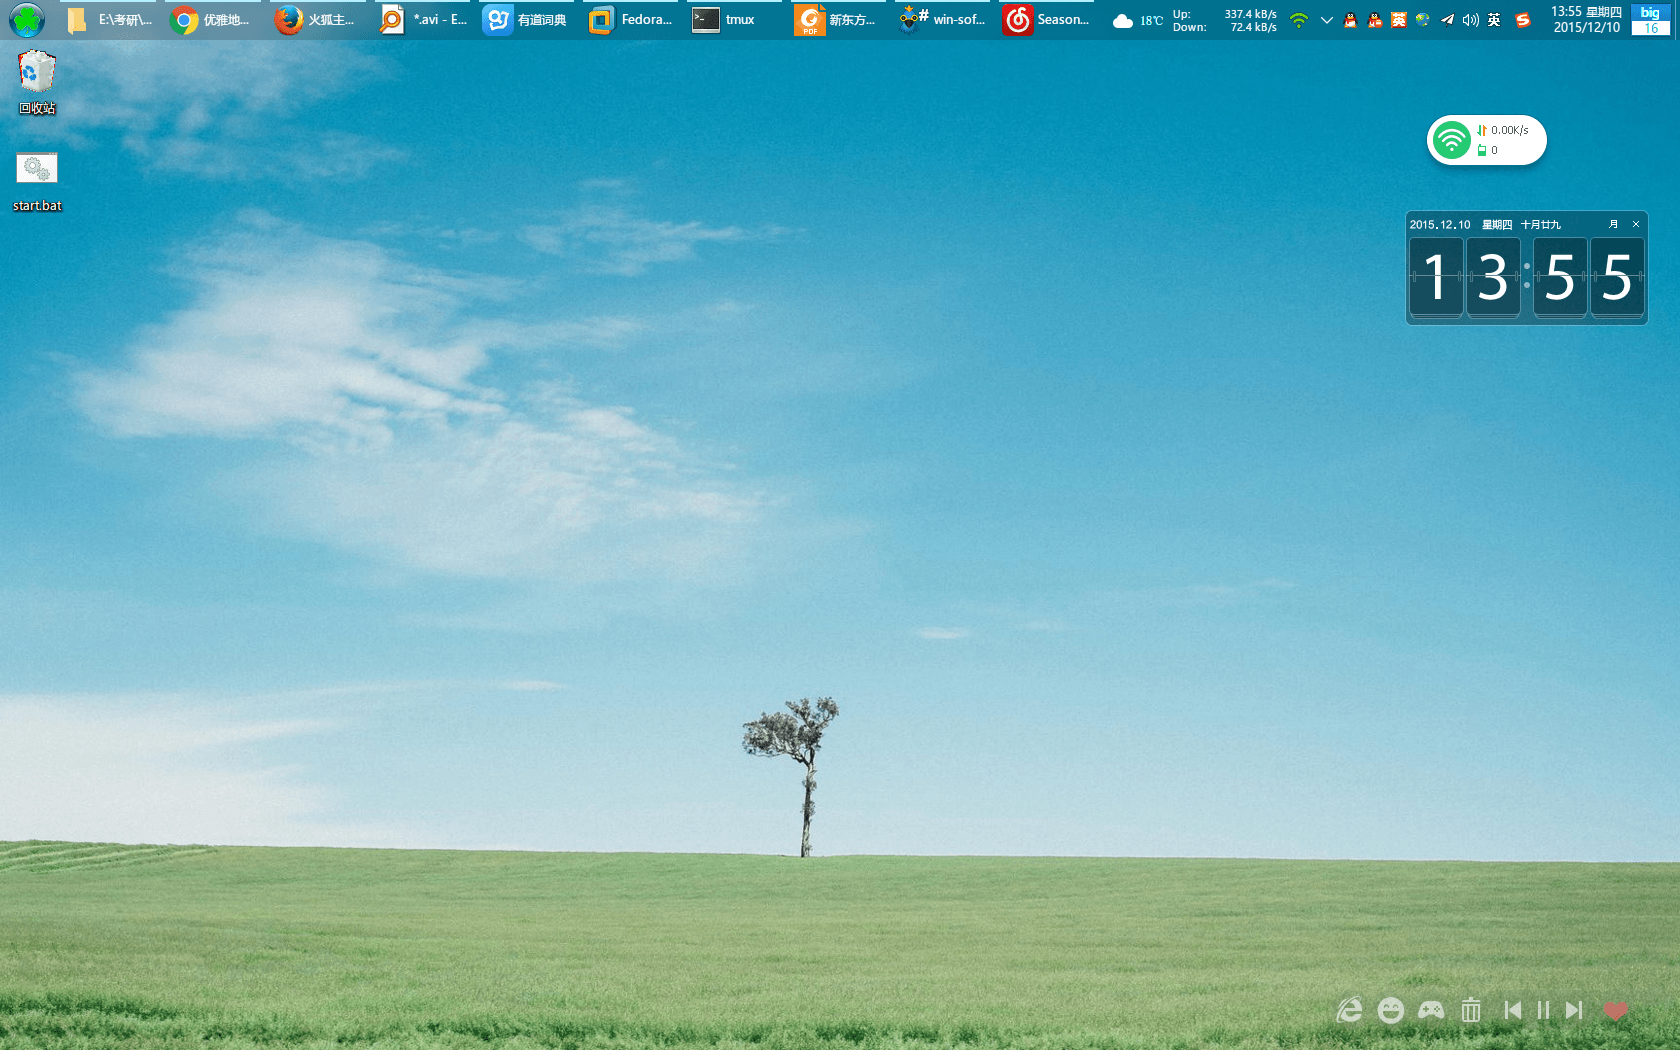 E:\考研\...
优雅地...
火狐主...
*.avi - E...
有道词典
Fedora...
tmux
PDF
新东方...
#
win-sof...
Season...
18℃
Up: 337.4 kB/s
Down: 72.4 kB/s
英
英
S
13:55 星期四
2015/12/10
big
16
回收站
start.bat
0.00K/s
0
2015.12.10 星期四 十月廿九 月 ×
13:55